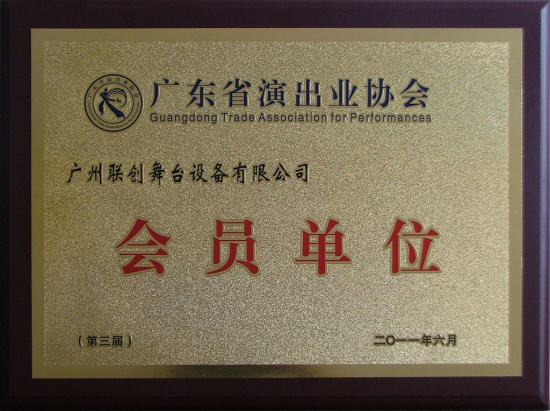 广东省演出业协会
Guangdong Trade Association for Performances
广州联创舞台设备有限公司
会员单位
（第三届）
二〇一一年六月